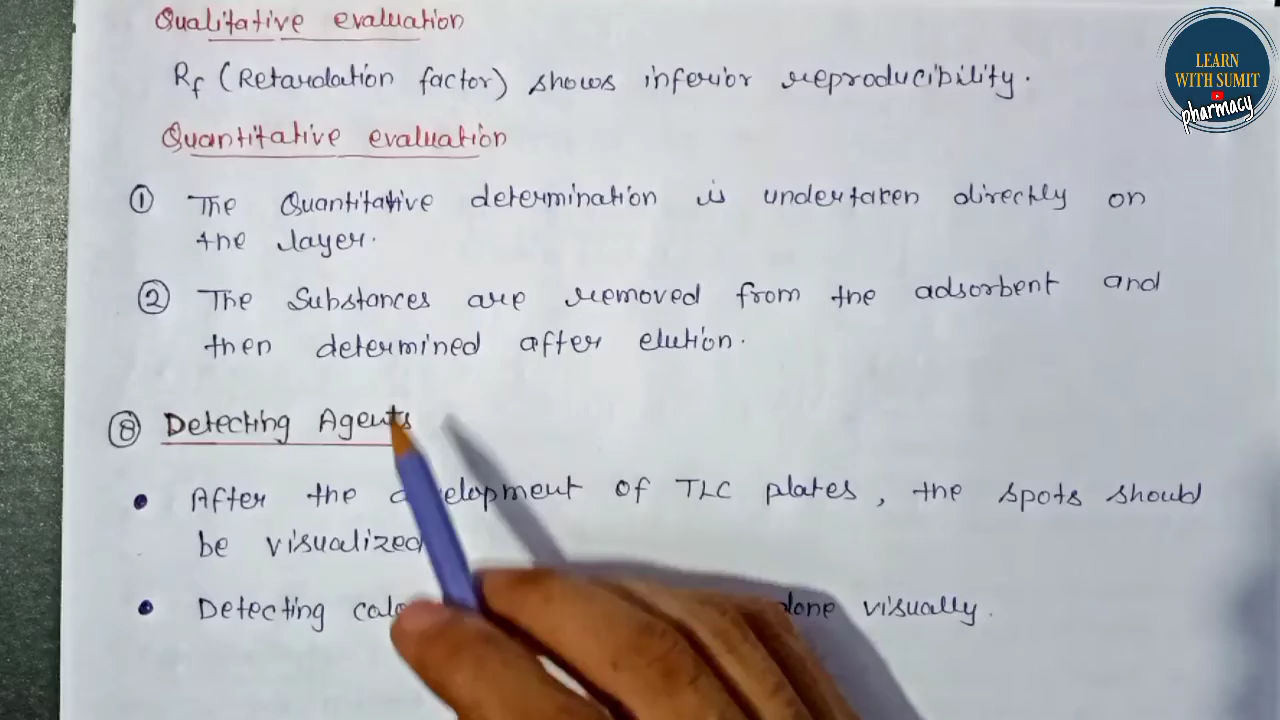 Qualitative evaluation
Rf (Retardation factor) shows inferior reproducibility.
Quantitative evaluation
① The Quantitative determination is undertaken directly on
the layer.
② The Substances are removed from the adsorbent and
then determined after elution.
⑧ Detecting Agents
• After the development of TLC plates, the spots should
be visualized
• Detecting done visually.
LEARN
WITH SUMIT
pharmacy